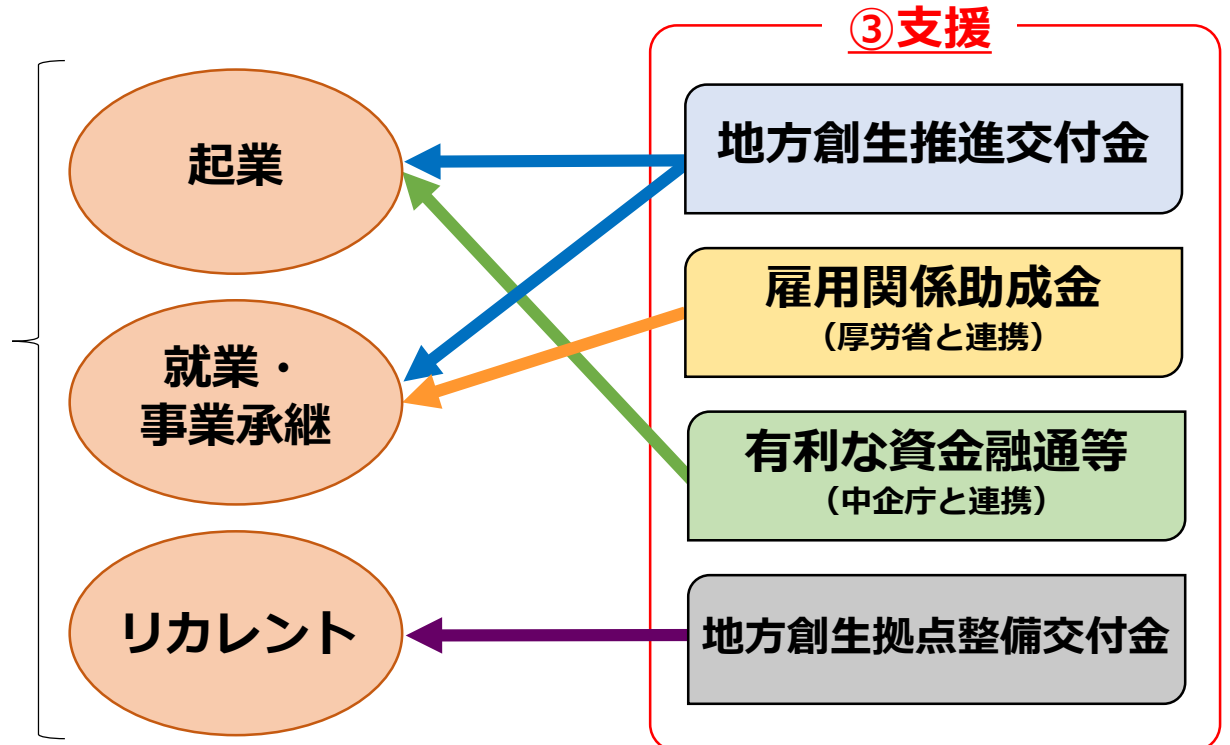 ③支援
起業
就業・
事業承継
リカレント
地方創生推進交付金
雇用関係助成金
（厚労省と連携）
有利な資金融通等
（中企庁と連携）
地方創生拠点整備交付金